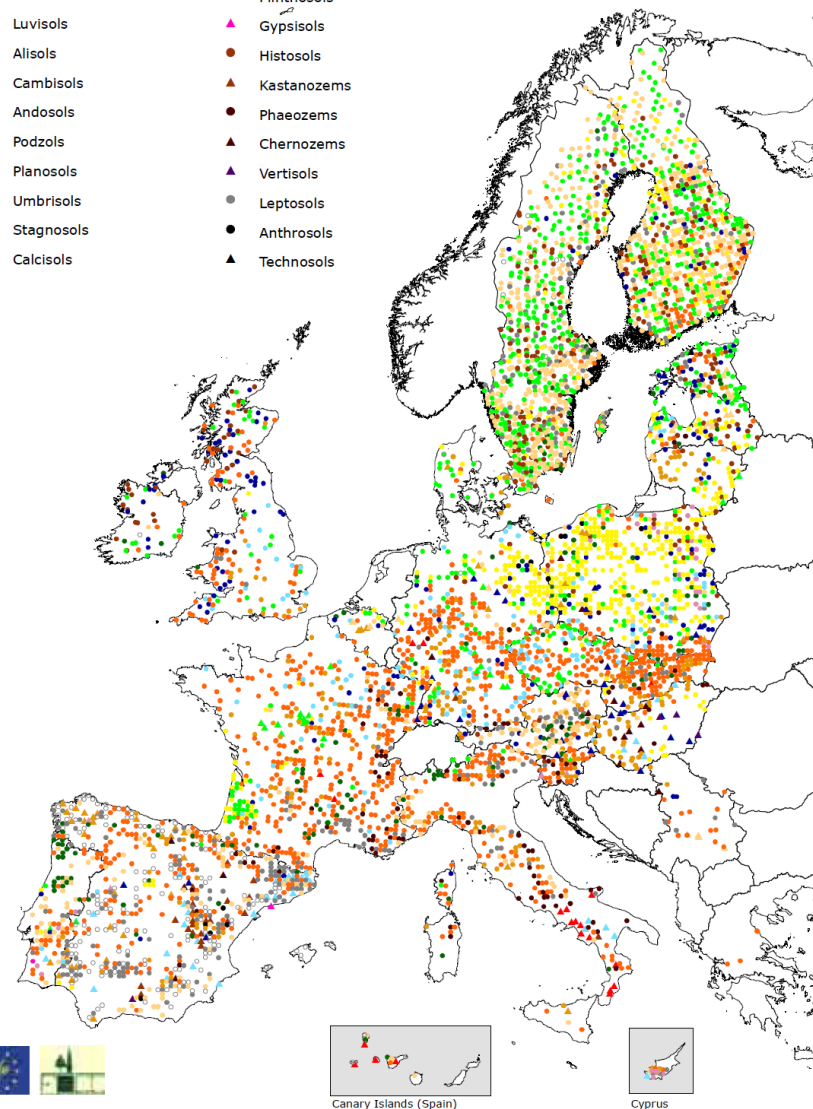 Luvisols
Alisols
Cambisols
Andosols
Podzols
Planosols
Umbrisols
Stagnosols
Calcisols
Gypsisols
Histosols
Kastanozems
Phaeozems
Chernozems
Vertisols
Leptosols
Anthrosols
Technosols
Canary Islands (Spain)
Cyprus